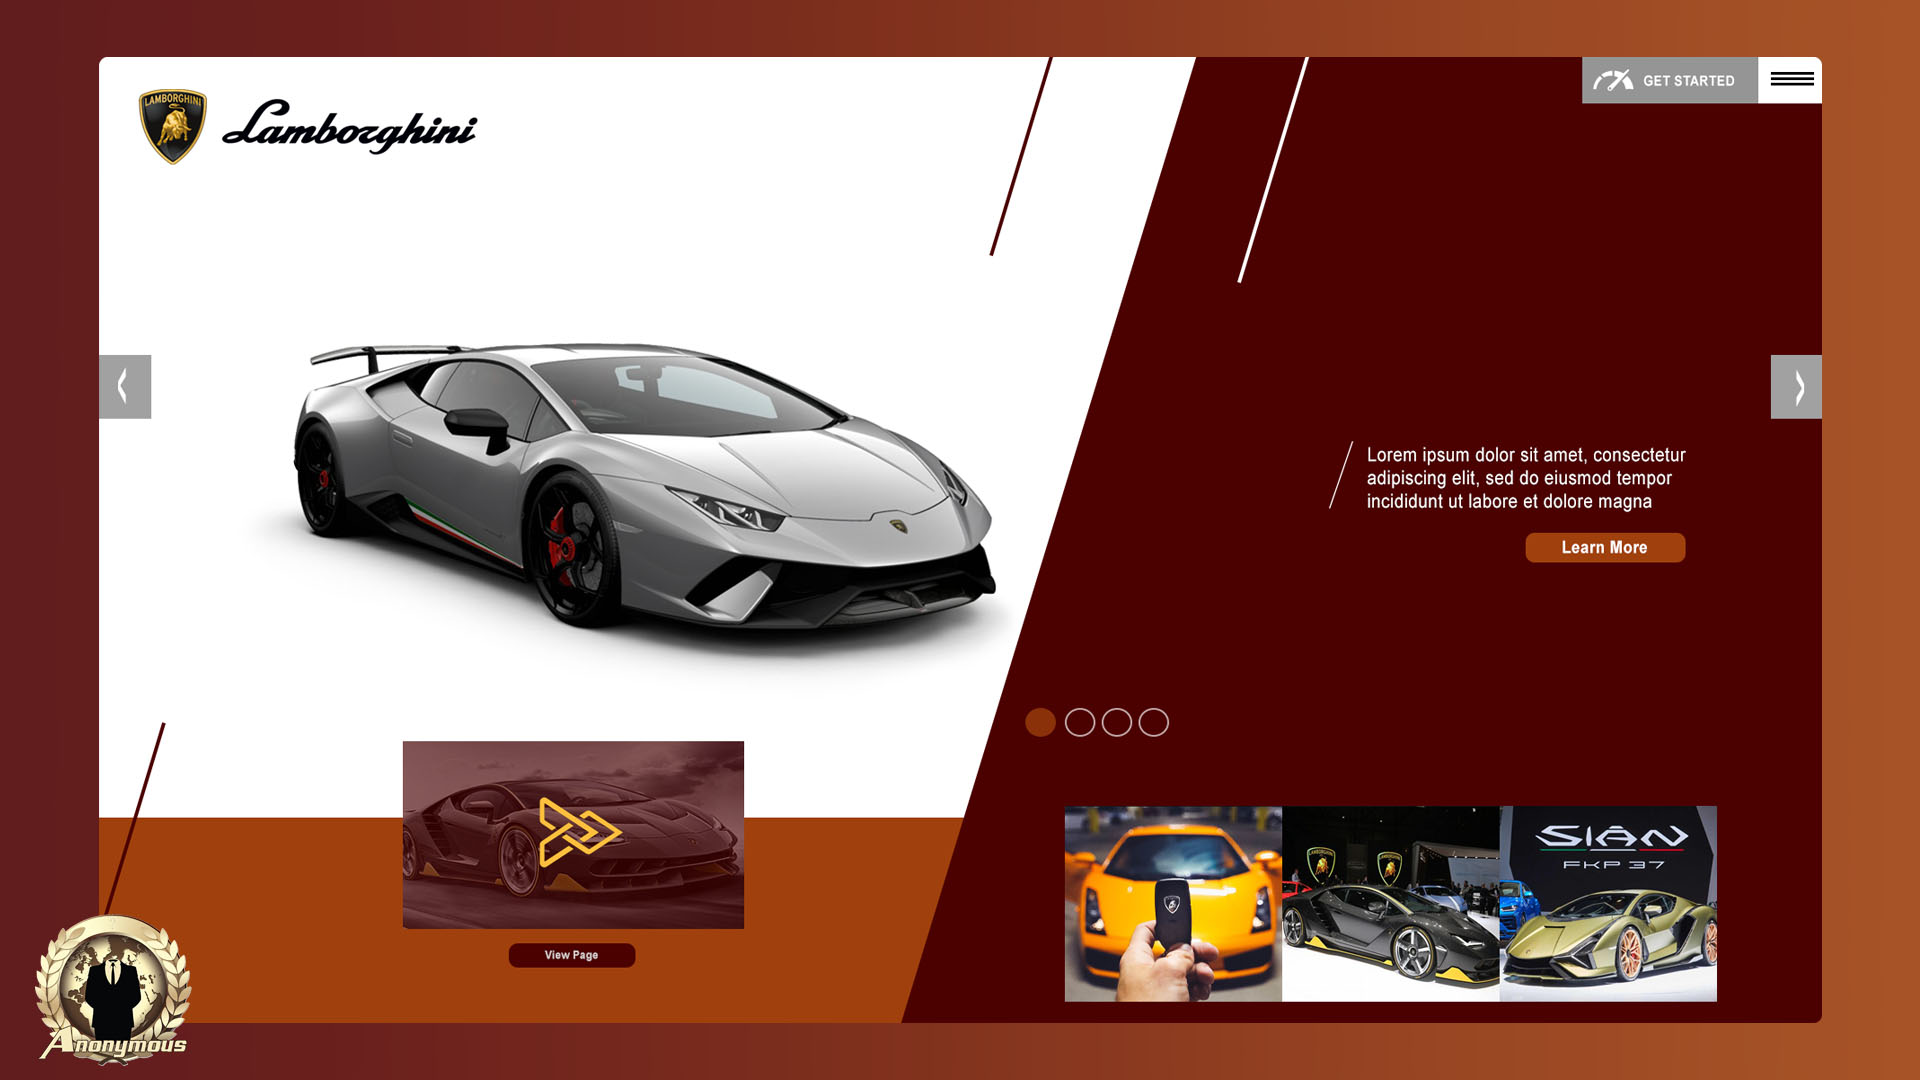 LAMBORGHINI
Lamborghini
GET STARTED
Lorem ipsum dolor sit amet, consectetur
adipiscing elit, sed do eiusmod tempor
incididunt ut labore et dolore magna
Learn More
View Page
SIÁN
FKP 37
Anonymous